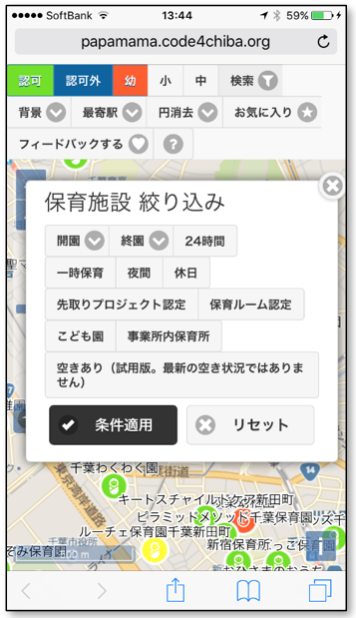 SoftBank 13:44 59%
papamama.code4chiba.org
認可 認可外 幼 小 中 検索
背景 最寄駅 円消去 お気に入り
フィードバックする ?
保育施設 絞り込み
開園 終園 24時間
一時保育 夜間 休日
先取りプロジェクト認定 保育ルーム認定
こども園 事業所内保育所
空きあり（試用版。最新の空き状況ではありま
せん）
条件適用 リセット
14
千葉わくわく園
キートスチャイルドケア新田町
ピラミッドメソッド千葉保育園
ルーチェ保育園千葉新田町
千葉市役所
新宿保育所
ぞみ保育園
おひさまのおうち